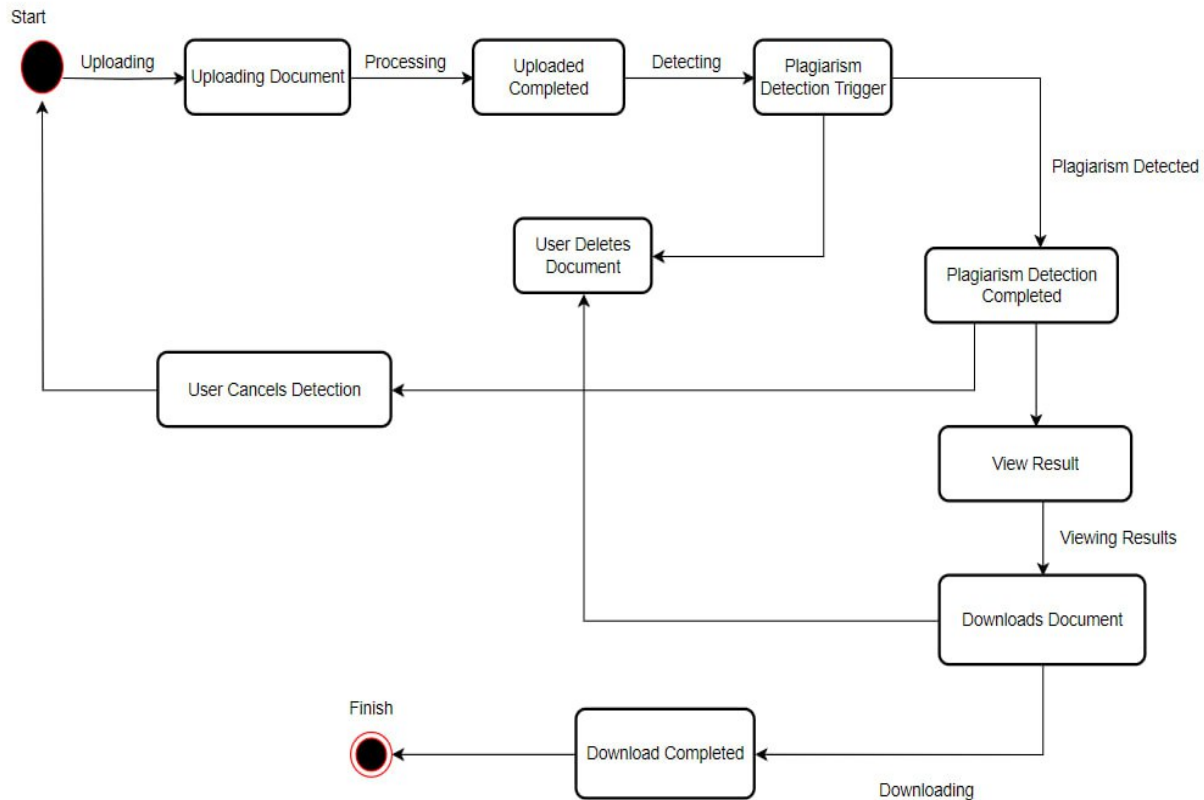 Start
Uploading
Uploading Document
Processing
Uploaded
Completed
Detecting
Plagiarism
Detection Trigger
Plagiarism Detected
User Deletes
Document
Plagiarism Detection
Completed
User Cancels Detection
View Result
Viewing Results
Downloads Document
Finish
Download Completed
Downloading